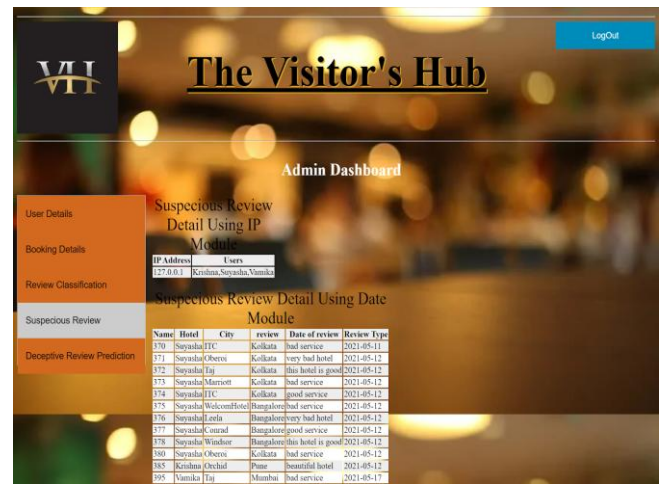 VH
The Visitor's Hub
LogOut
Admin Dashboard
User Details
Booking Details
Review Classification
Suspecious Review
Deceptive Review Prediction
Suspecious Review
Detail Using IP
Module
IP Address Users
127.0.0.1 Krishna,Suyasha,Vamika
Suspecious Review Detail Using Date
Module
Name Hotel City review Date of review Review Type
370 Suyasha ITC Kolkata bad service 2021-05-11
371 Suyasha Oberoi Kolkata very bad hotel 2021-05-12
372 Suyasha Taj Kolkata this hotel is good 2021-05-12
373 Suyasha Marriott Kolkata bad service 2021-05-12
374 Suyasha ITC Kolkata good service 2021-05-12
375 Suyasha WelcomHotel Bangalore bad service 2021-05-12
376 Suyasha Leela Bangalore very bad hotel 2021-05-12
377 Suyasha Conrad Bangalore good service 2021-05-12
378 Suyasha Windsor Bangalore this hotel is good 2021-05-12
380 Suyasha Oberoi Kolkata bad service 2021-05-12
385 Krishna Orchid Pune beautiful hotel 2021-05-12
395 Vamika Taj Mumbai bad service 2021-05-17